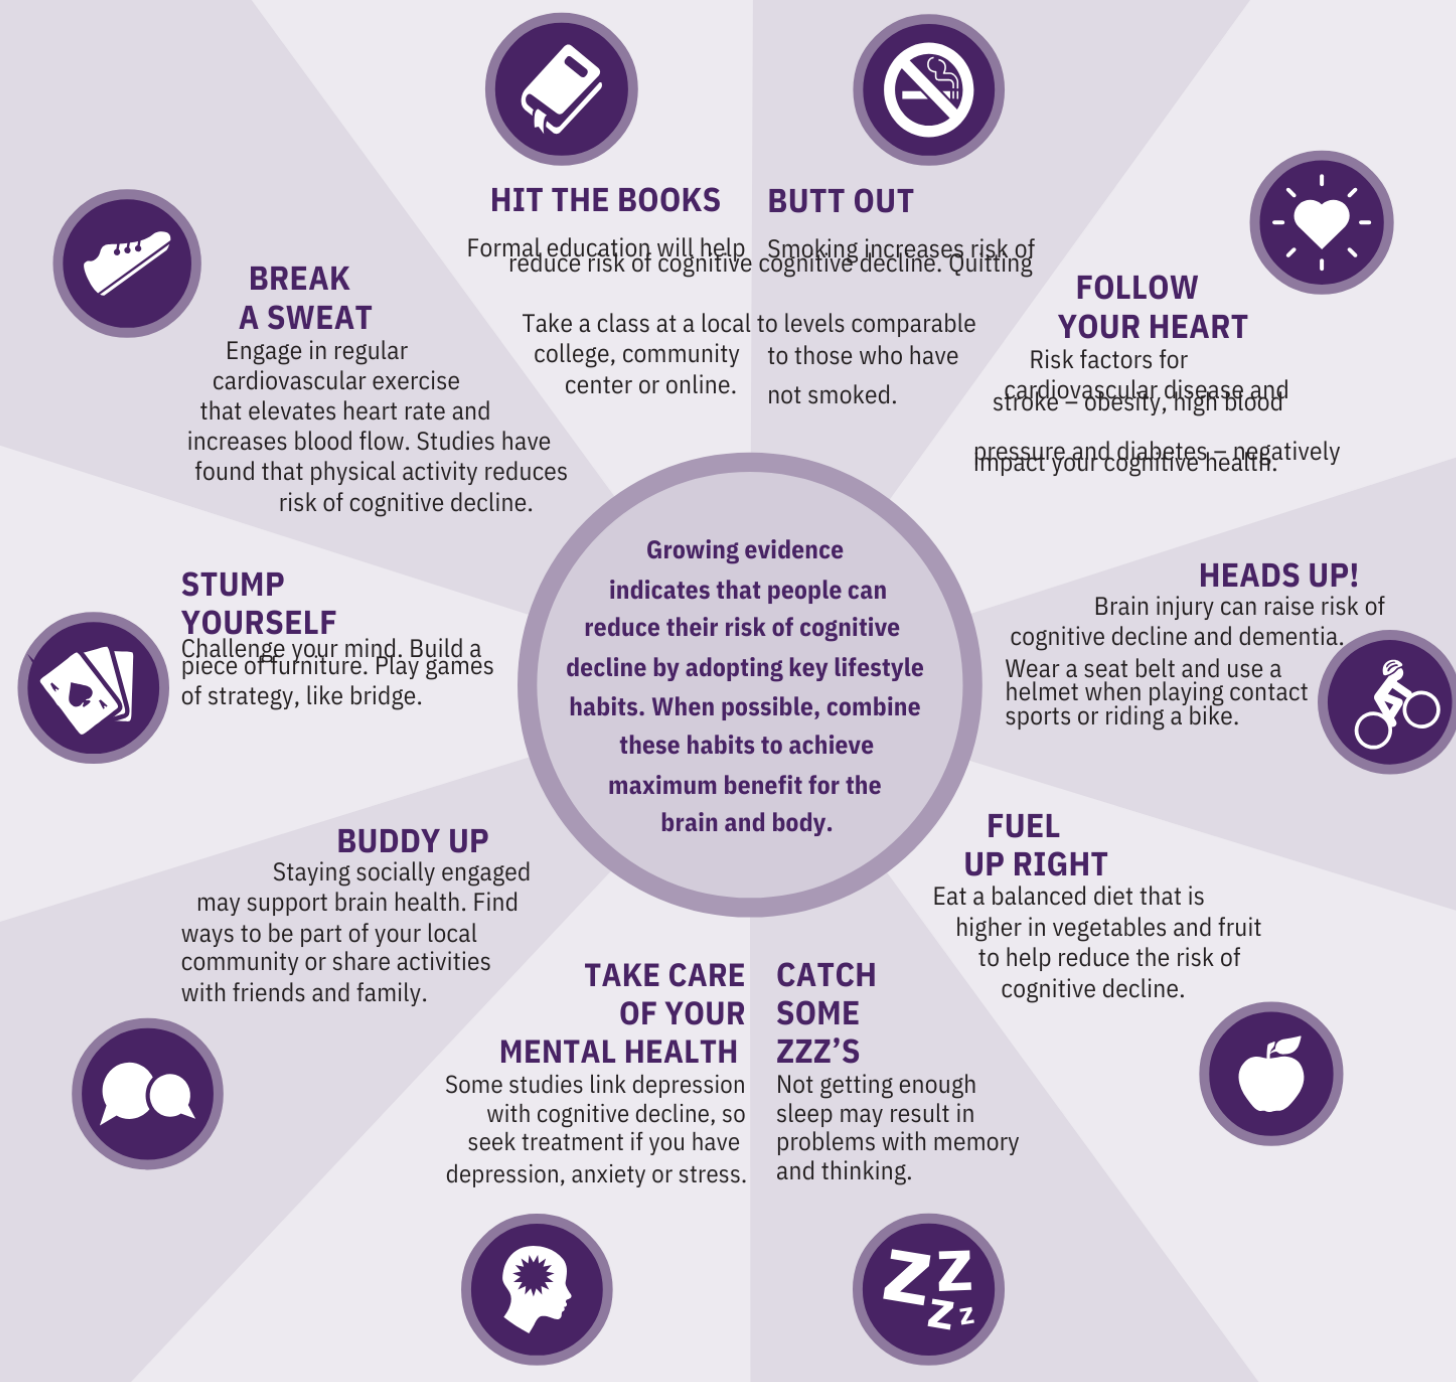 HIT THE BOOKS
Formal education will help
reduce risk of cognitive
Take a class at a local
college, community
center or online.
BUTT OUT
Smoking increases risk of
cognitive decline. Quitting
to levels comparable
to those who have
not smoked.
FOLLOW
YOUR HEART
Risk factors for
cardiovascular disease and
stroke – obesity, high blood
pressure and diabetes – negatively
impact your cognitive health.
HEADS UP!
Brain injury can raise risk of
cognitive decline and dementia.
Wear a seat belt and use a
helmet when playing contact
sports or riding a bike.
FUEL
UP RIGHT
Eat a balanced diet that is
higher in vegetables and fruit
to help reduce the risk of
cognitive decline.
CATCH
SOME
ZZZ’S
Not getting enough
sleep may result in
problems with memory
and thinking.
Z Z
Z Z
TAKE CARE
OF YOUR
MENTAL HEALTH
Some studies link depression
with cognitive decline, so
seek treatment if you have
depression, anxiety or stress.
BUDDY UP
Staying socially engaged
may support brain health. Find
ways to be part of your local
community or share activities
with friends and family.
STUMP
YOURSELF
Challenge your mind. Build a
piece of furniture. Play games
of strategy, like bridge.
A
A
BREAK
A SWEAT
Engage in regular
cardiovascular exercise
that elevates heart rate and
increases blood flow. Studies have
found that physical activity reduces
risk of cognitive decline.
Growing evidence
indicates that people can
reduce their risk of cognitive
decline by adopting key lifestyle
habits. When possible, combine
these habits to achieve
maximum benefit for the
brain and body.